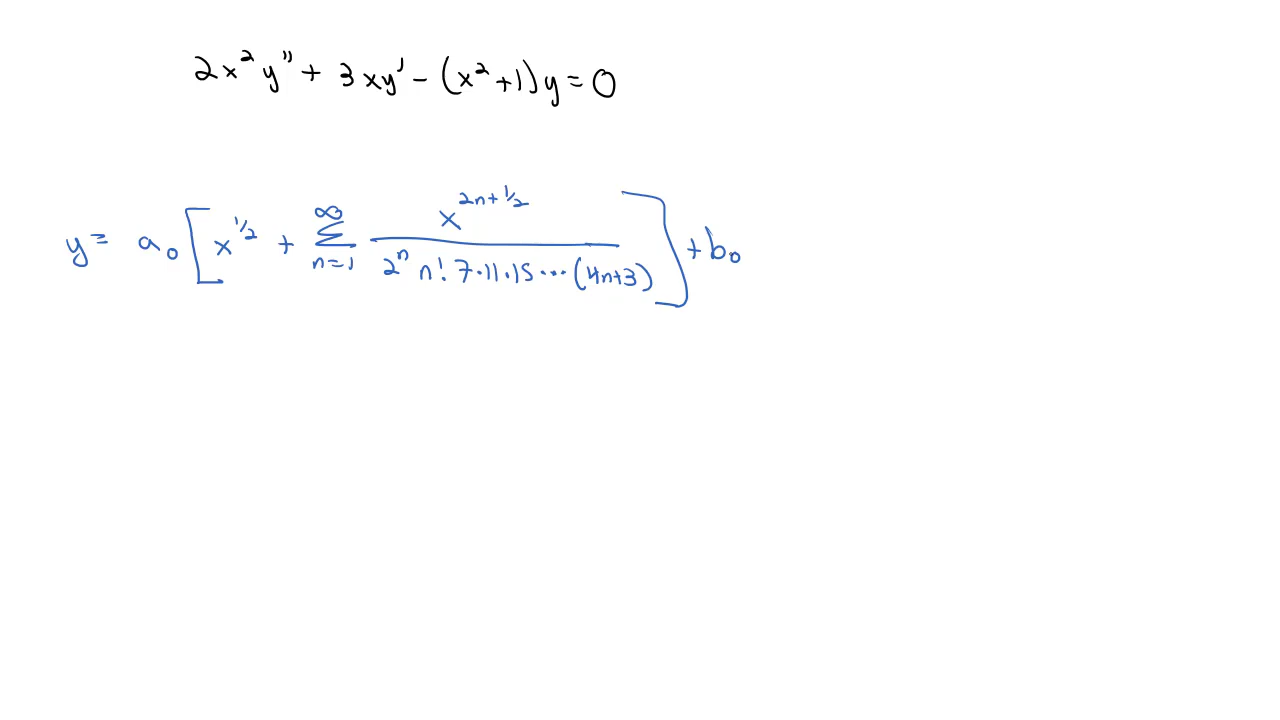 2x²y'' + 3xy' - (x²+1)y = 0
y = a₀[x^{1/2} + ∑_{n=1}^{∞} x^{2n+1/2} / (2ⁿ n! 7·11·15···(4n+3))] + b₀